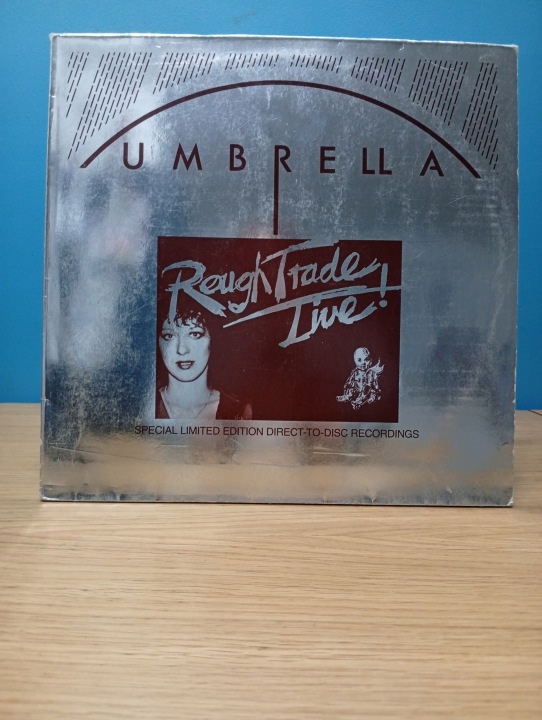 UMBRELLA
Rough Trade
Live!
SPECIAL LIMITED EDITION DIRECT-TO-DISC RECORDINGS